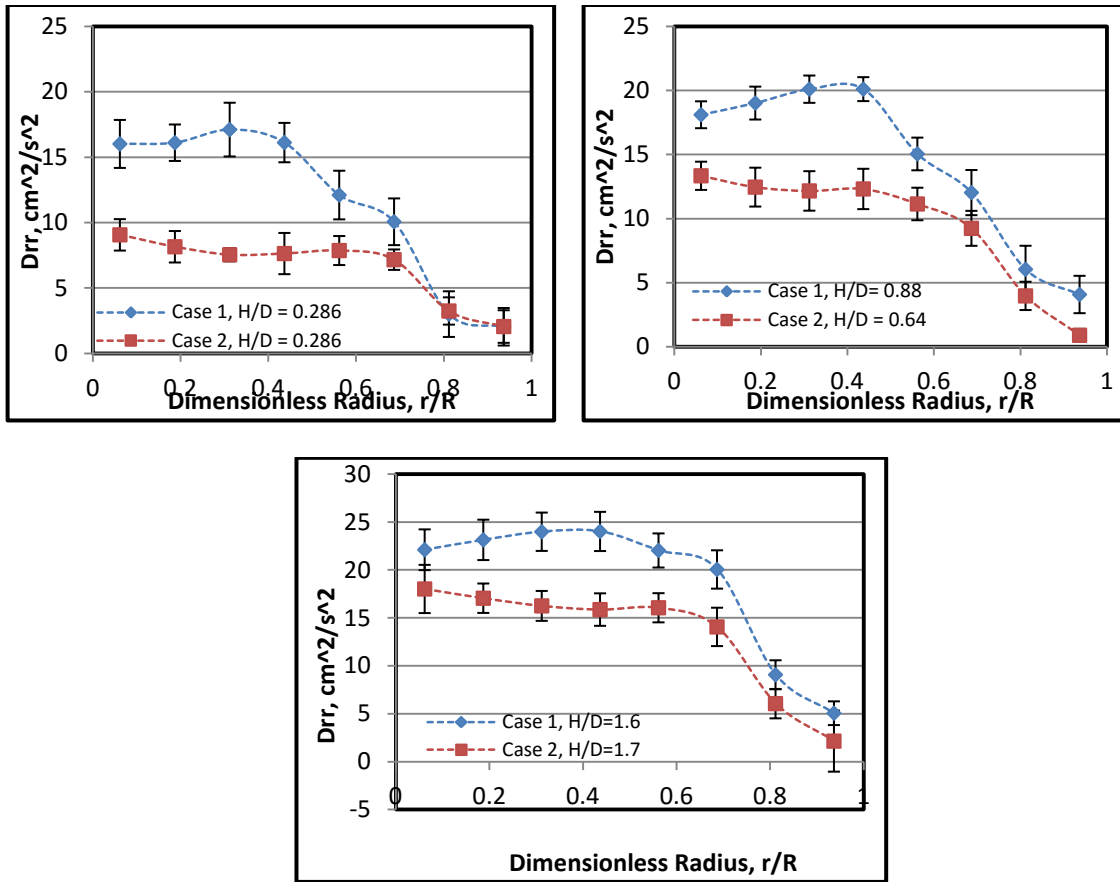 25
20
15
10
5
0
Drr, cm^2/s^2
Case 1, H/D = 0.286
Case 2, H/D = 0.286
0 0.2 0.4 0.6 0.8 1
Dimensionless Radius, r/R
25
20
15
10
5
0
Drr, cm^2/s^2
Case 1, H/D= 0.88
Case 2, H/D = 0.64
0 0.2 0.4 0.6 0.8 1
Dimensionless Radius, r/R
30
25
20
15
10
5
0
-5
Drr, cm^2/s^2
Case 1, H/D=1.6
Case 2, H/D=1.7
0 0.2 0.4 0.6 0.8 1
Dimensionless Radius, r/R